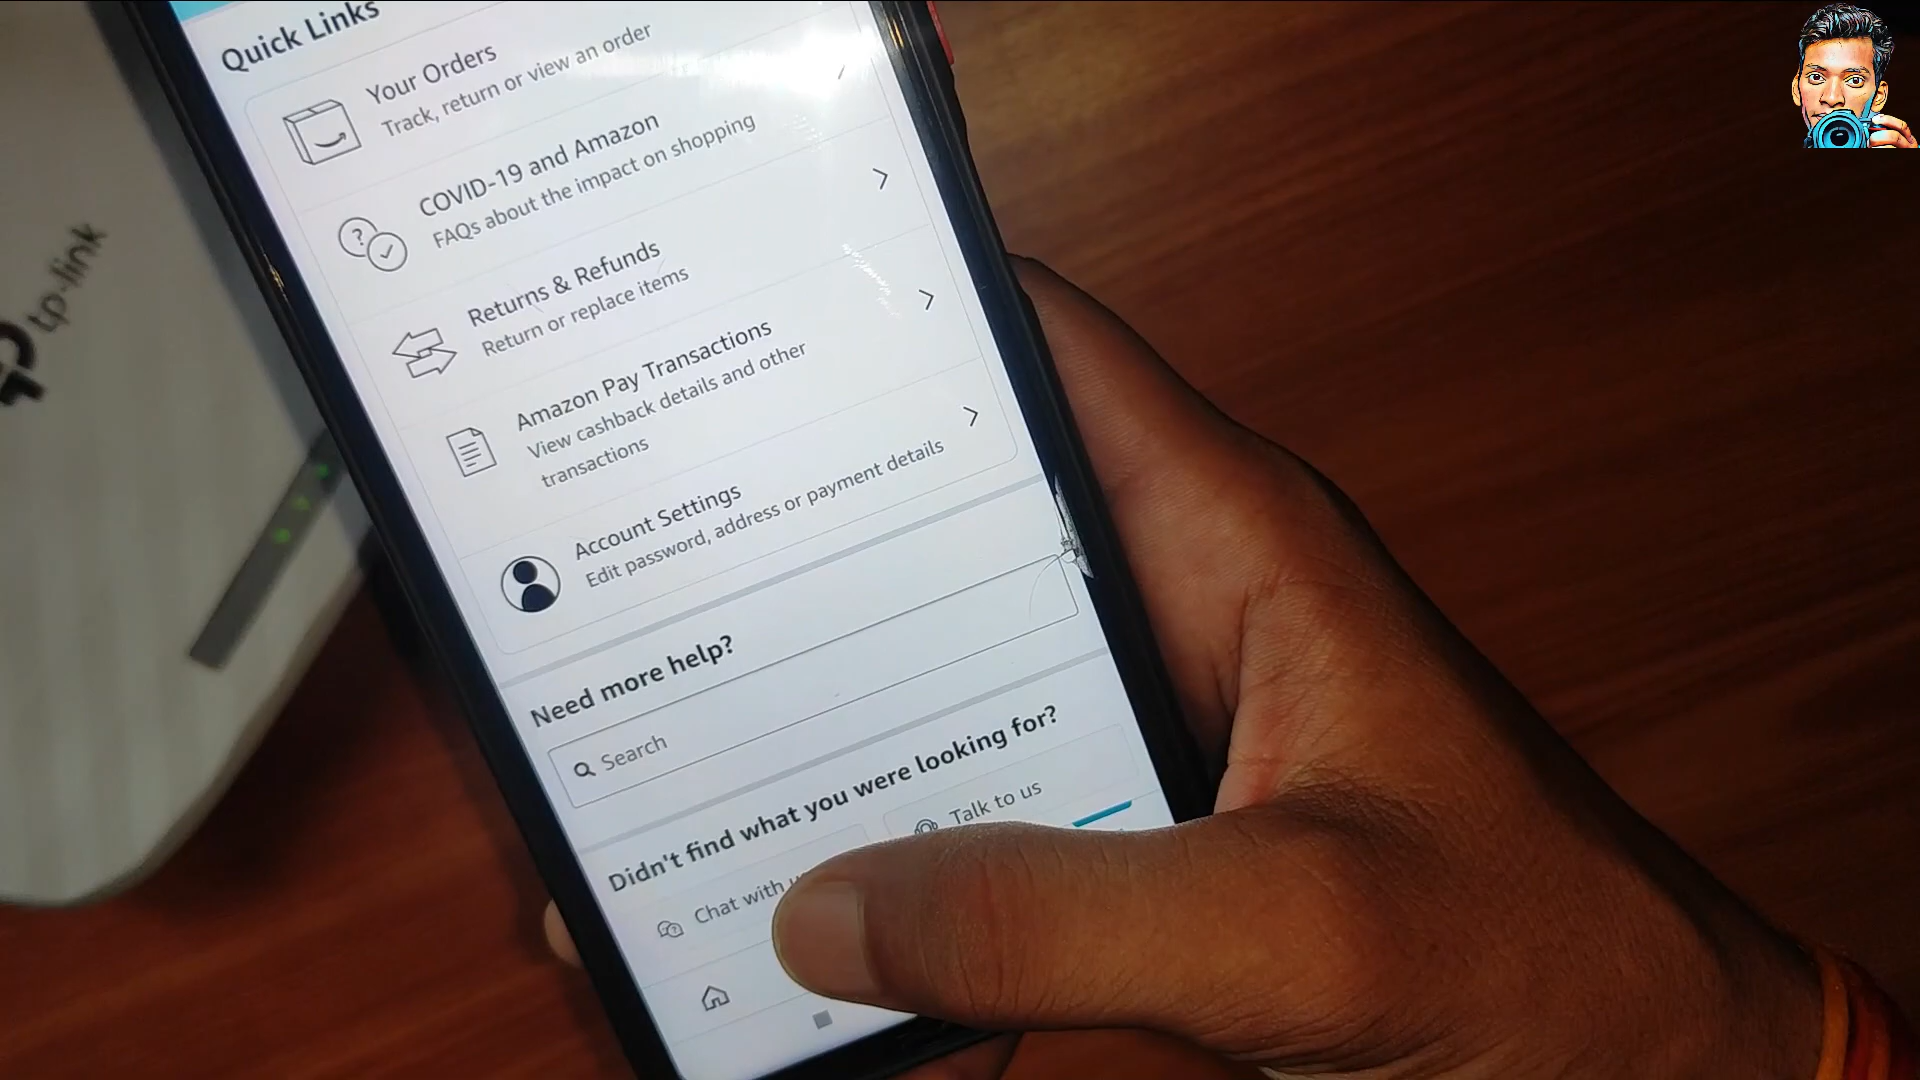 Quick Links
Your Orders
Track, return or view an order
COVID-19 and Amazon
FAQs about the impact on shopping
Returns & Refunds
Return or replace items
Amazon Pay Transactions
View cashback details and other
transactions
Account Settings
Edit password, address or payment details
Need more help?
Search
Didn't find what you were looking for?
Talk to us
Chat with
tp-link